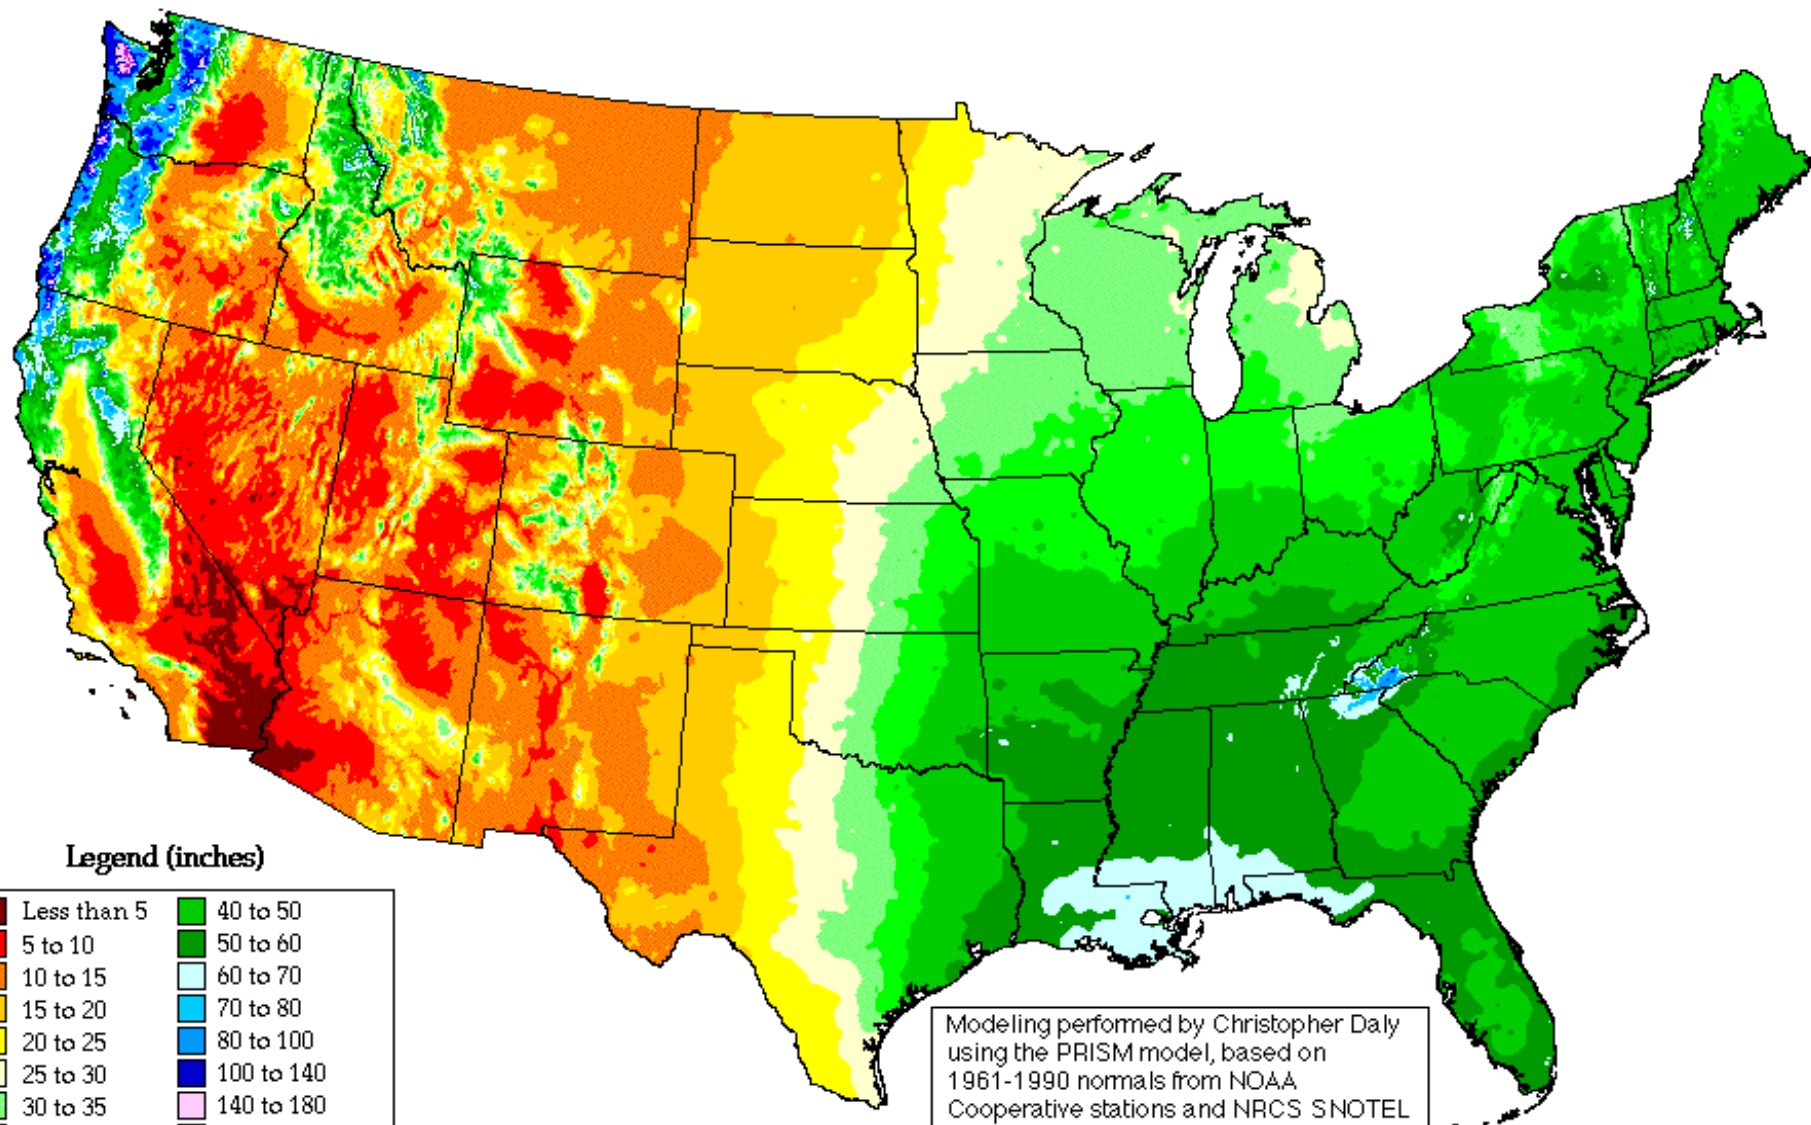 Legend (inches)
Less than 5
5 to 10
10 to 15
15 to 20
20 to 25
25 to 30
30 to 35
40 to 50
50 to 60
60 to 70
70 to 80
80 to 100
100 to 140
140 to 180
Modeling performed by Christopher Daly
using the PRISM model, based on
1961-1990 normals from NOAA
Cooperative stations and NRCS SNOTEL